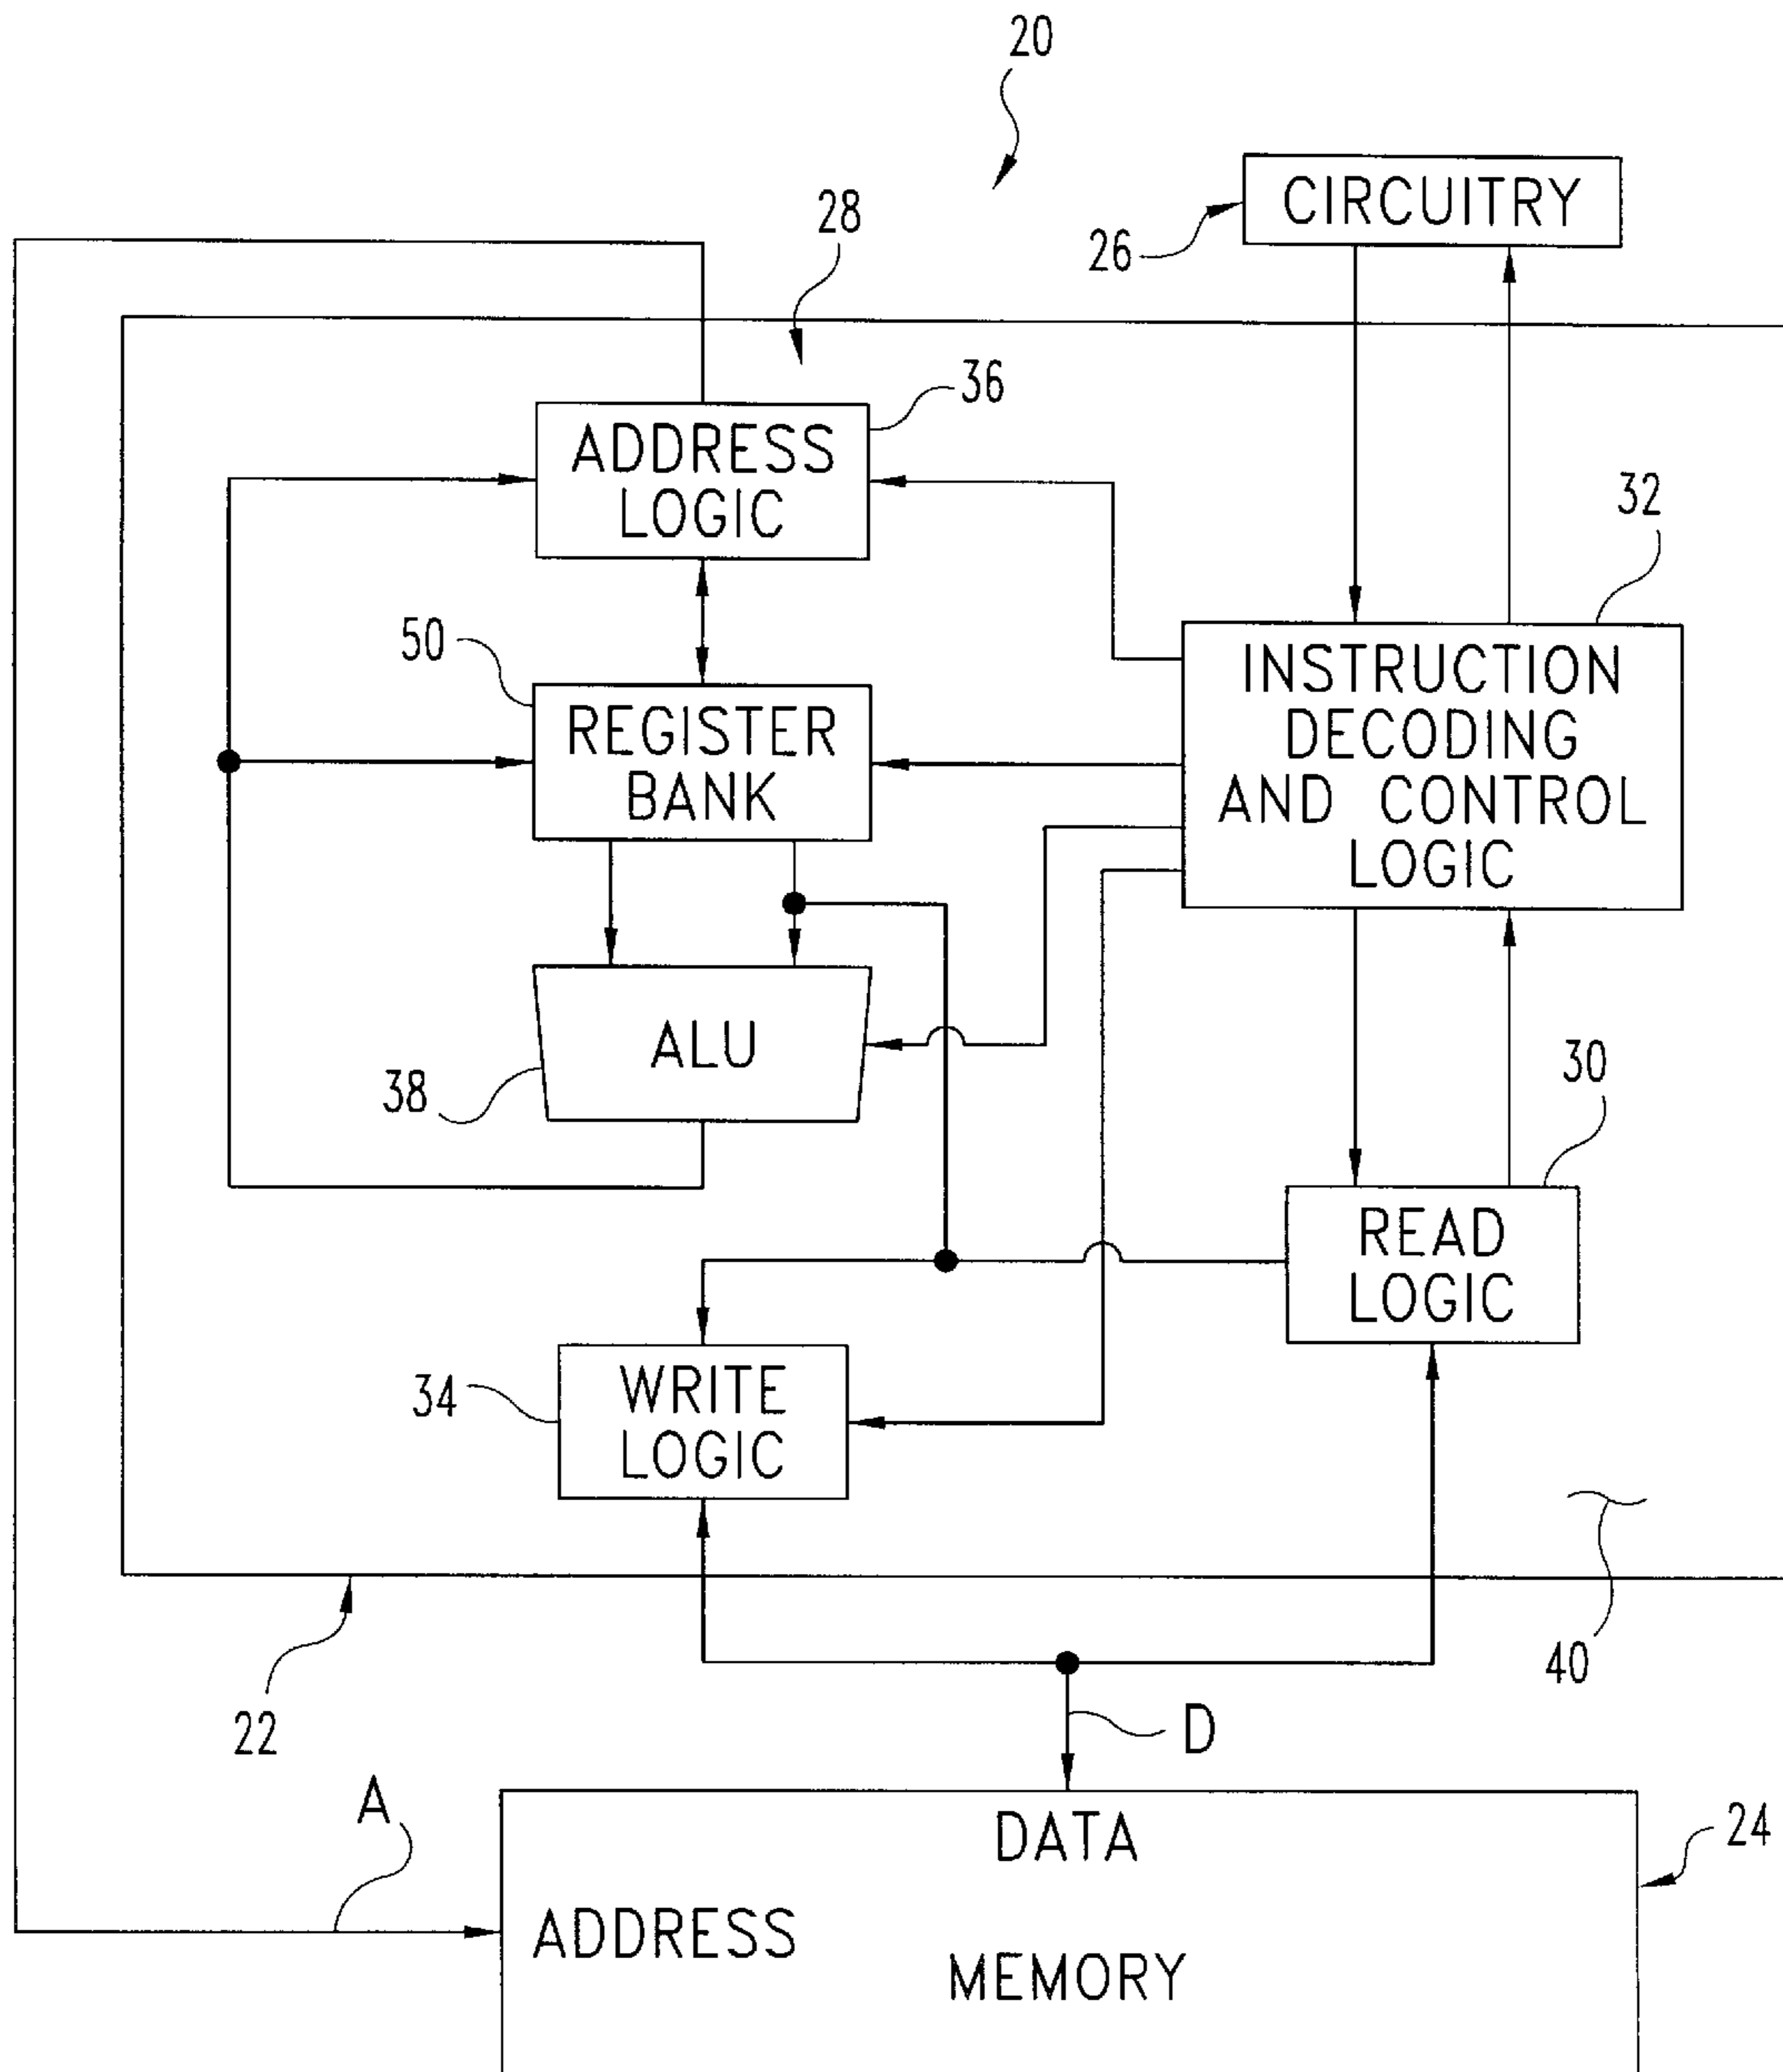 20
CIRCUITRY
26
28
36
ADDRESS
LOGIC
32
50
REGISTER
BANK
INSTRUCTION
DECODING
AND CONTROL
LOGIC
ALU
38
30
READ
LOGIC
34
WRITE
LOGIC
40
22
D
A
DATA
24
ADDRESS
MEMORY